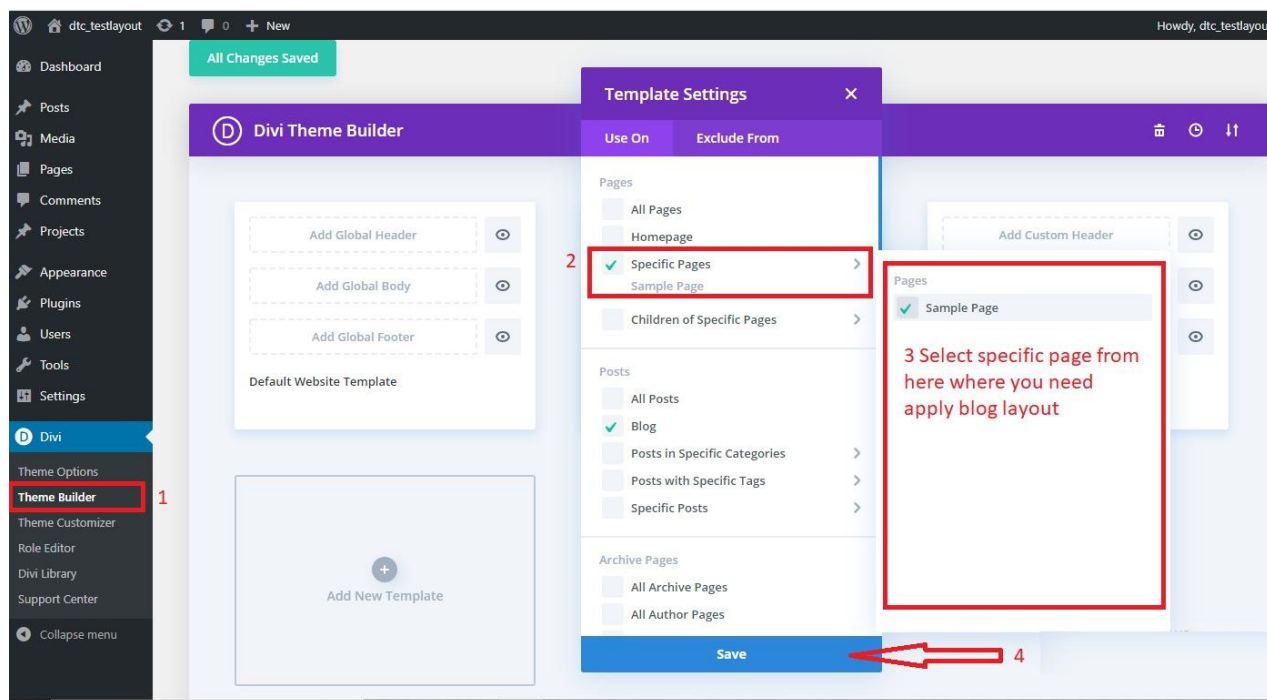 dtc_testlayout 1 0 New
Howdy, dtc_testlayou
Dashboard
Posts
Media
Pages
Comments
Projects
Appearance
Plugins
Users
Tools
Settings
D Divi
Theme Options
Theme Builder
1
Theme Customizer
Role Editor
Divi Library
Support Center
Collapse menu
All Changes Saved
D Divi Theme Builder
Add Global Header
Add Global Body
Add Global Footer
Default Website Template
Add New Template
Template Settings
Use On Exclude From
Pages
All Pages
Homepage
2
Specific Pages
Sample Page
Children of Specific Pages
Posts
All Posts
Blog
Posts in Specific Categories
Posts with Specific Tags
Specific Posts
Archive Pages
All Archive Pages
All Author Pages
Save
4
Add Custom Header
Pages
Sample Page
3 Select specific page from
here where you need
apply blog layout